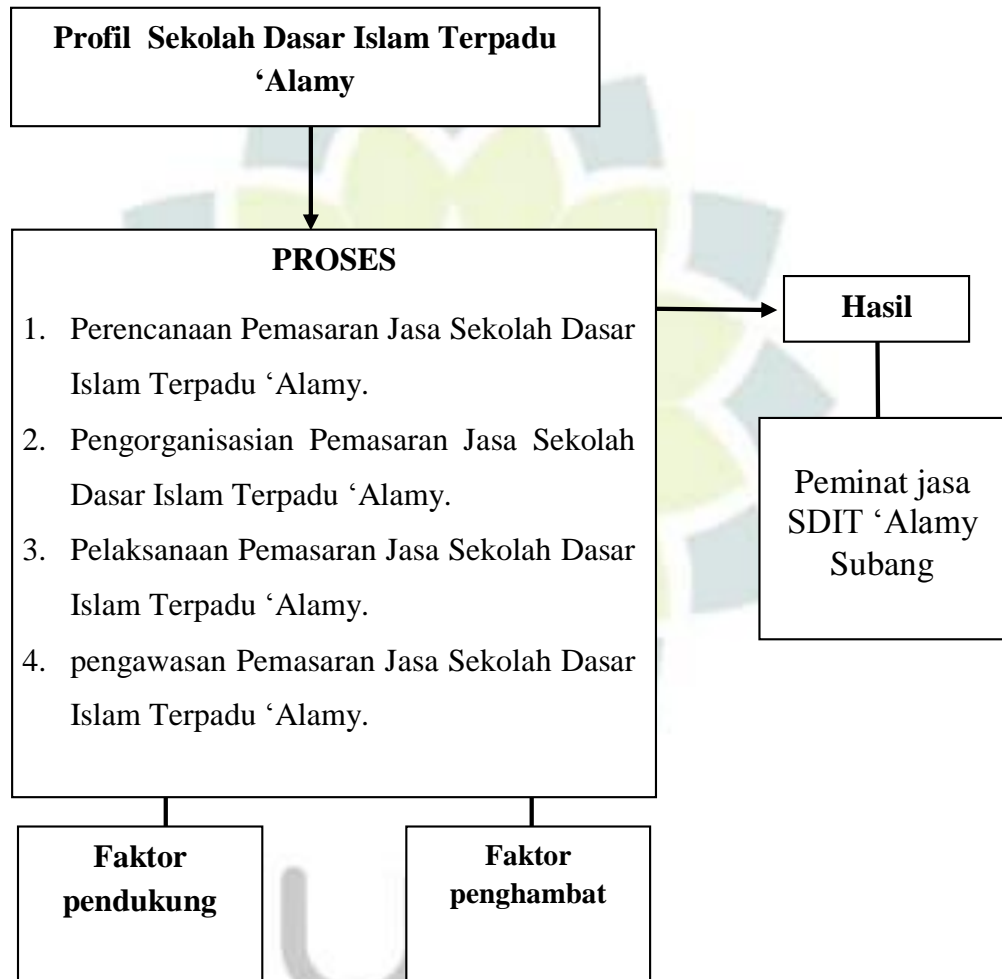 Profil Sekolah Dasar Islam Terpadu
‘Alamy
PROSES
1. Perencanaan Pemasaran Jasa Sekolah Dasar
Islam Terpadu ‘Alamy.
2. Pengorganisasian Pemasaran Jasa Sekolah
Dasar Islam Terpadu ‘Alamy.
3. Pelaksanaan Pemasaran Jasa Sekolah Dasar
Islam Terpadu ‘Alamy.
4. pengawasan Pemasaran Jasa Sekolah Dasar
Islam Terpadu ‘Alamy.
Hasil
Peminat jasa
SDIT ‘Alamy
Subang
Faktor
pendukung
Faktor
penghambat